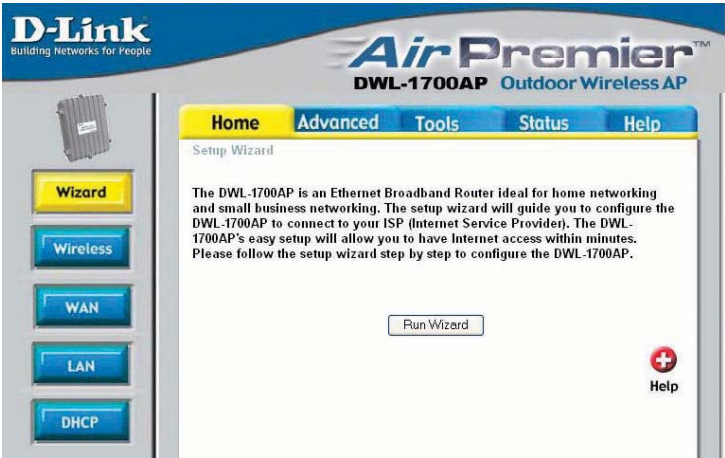 D-Link
Building Networks for People
Air Premier™
DWL-1700AP Outdoor Wireless AP
Home Advanced Tools Status Help
Setup Wizard
Wizard
Wireless
WAN
LAN
DHCP
The DWL-1700AP is an Ethernet Broadband Router ideal for home networking
and small business networking. The setup wizard will guide you to configure the
DWL-1700AP to connect to your ISP (Internet Service Provider). The DWL-
1700AP's easy setup will allow you to have Internet access within minutes.
Please follow the setup wizard step by step to configure the DWL-1700AP.
Run Wizard
Help